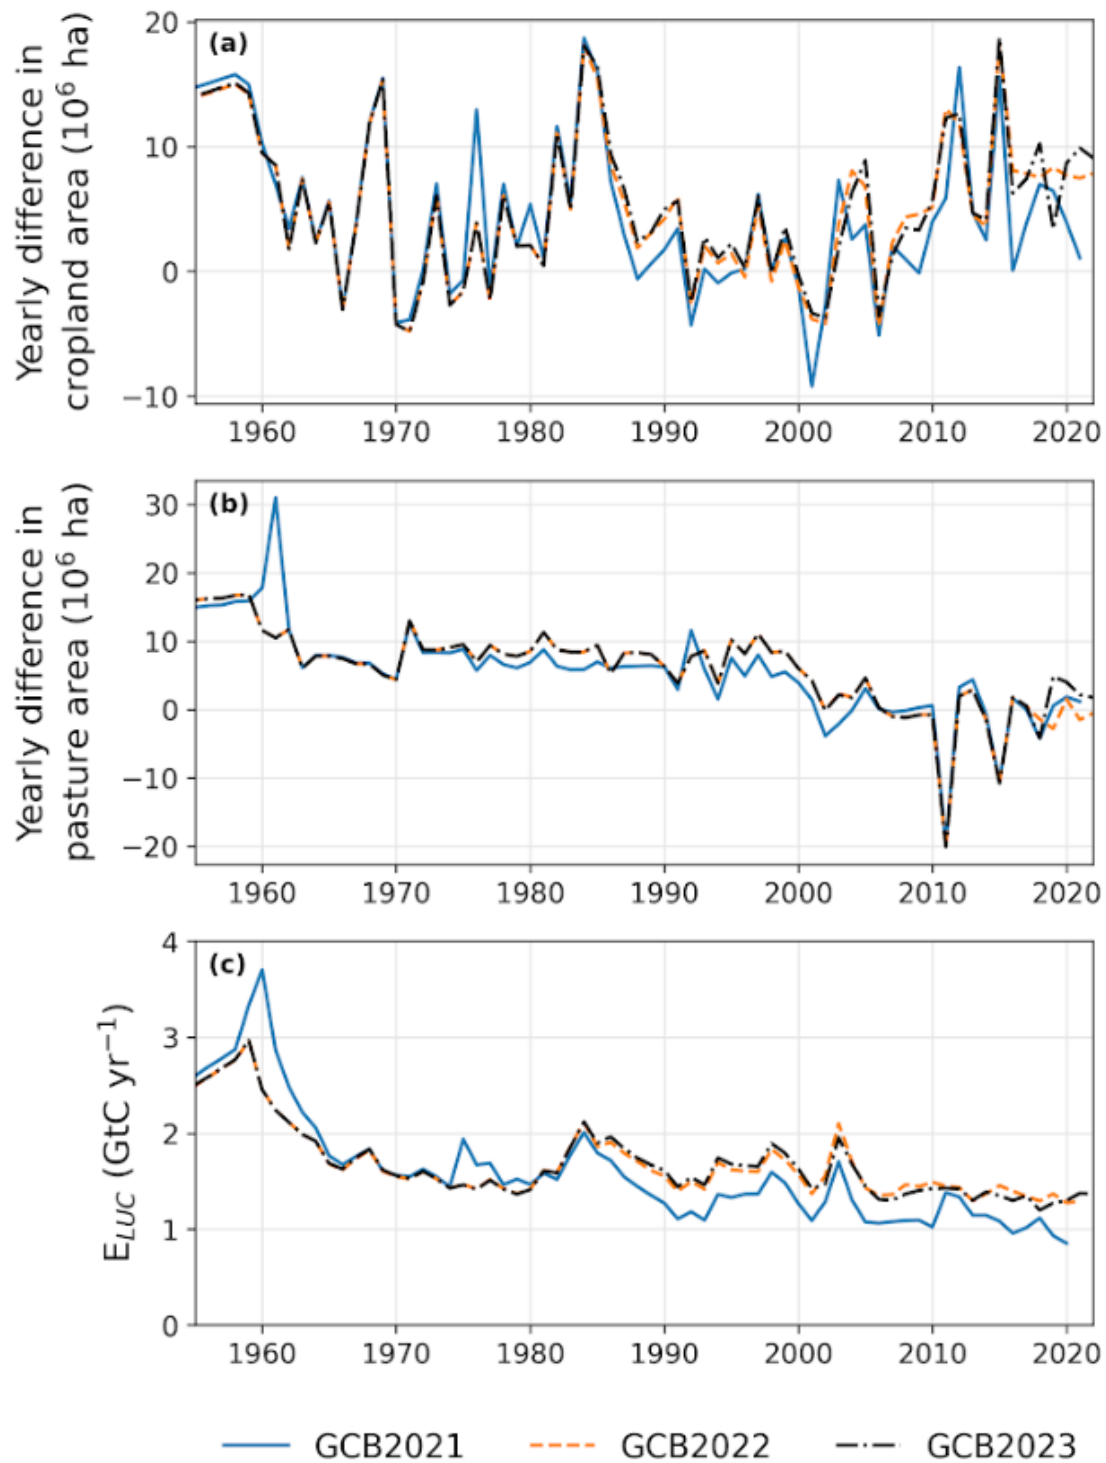 (a)
Yearly difference in
cropland area (10⁶ ha)
20
10
0
−10
1960 1970 1980 1990 2000 2010 2020
(b)
Yearly difference in
pasture area (10⁶ ha)
30
20
10
0
−10
−20
1960 1970 1980 1990 2000 2010 2020
(c)
E_LUC (GtC yr⁻¹)
4
3
2
1
0
1960 1970 1980 1990 2000 2010 2020
GCB2021 GCB2022 GCB2023